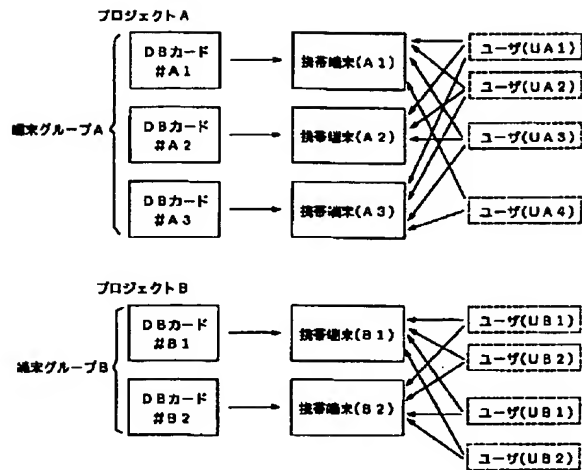 プロジェクトA
端末グループA
DBカード
#A1
携帯端末(A1)
ユーザ(UA1)
ユーザ(UA2)
DBカード
#A2
携帯端末(A2)
ユーザ(UA3)
DBカード
#A3
携帯端末(A3)
ユーザ(UA4)
プロジェクトB
端末グループB
DBカード
#B1
携帯端末(B1)
ユーザ(UB1)
ユーザ(UB2)
DBカード
#B2
携帯端末(B2)
ユーザ(UB1)
ユーザ(UB2)